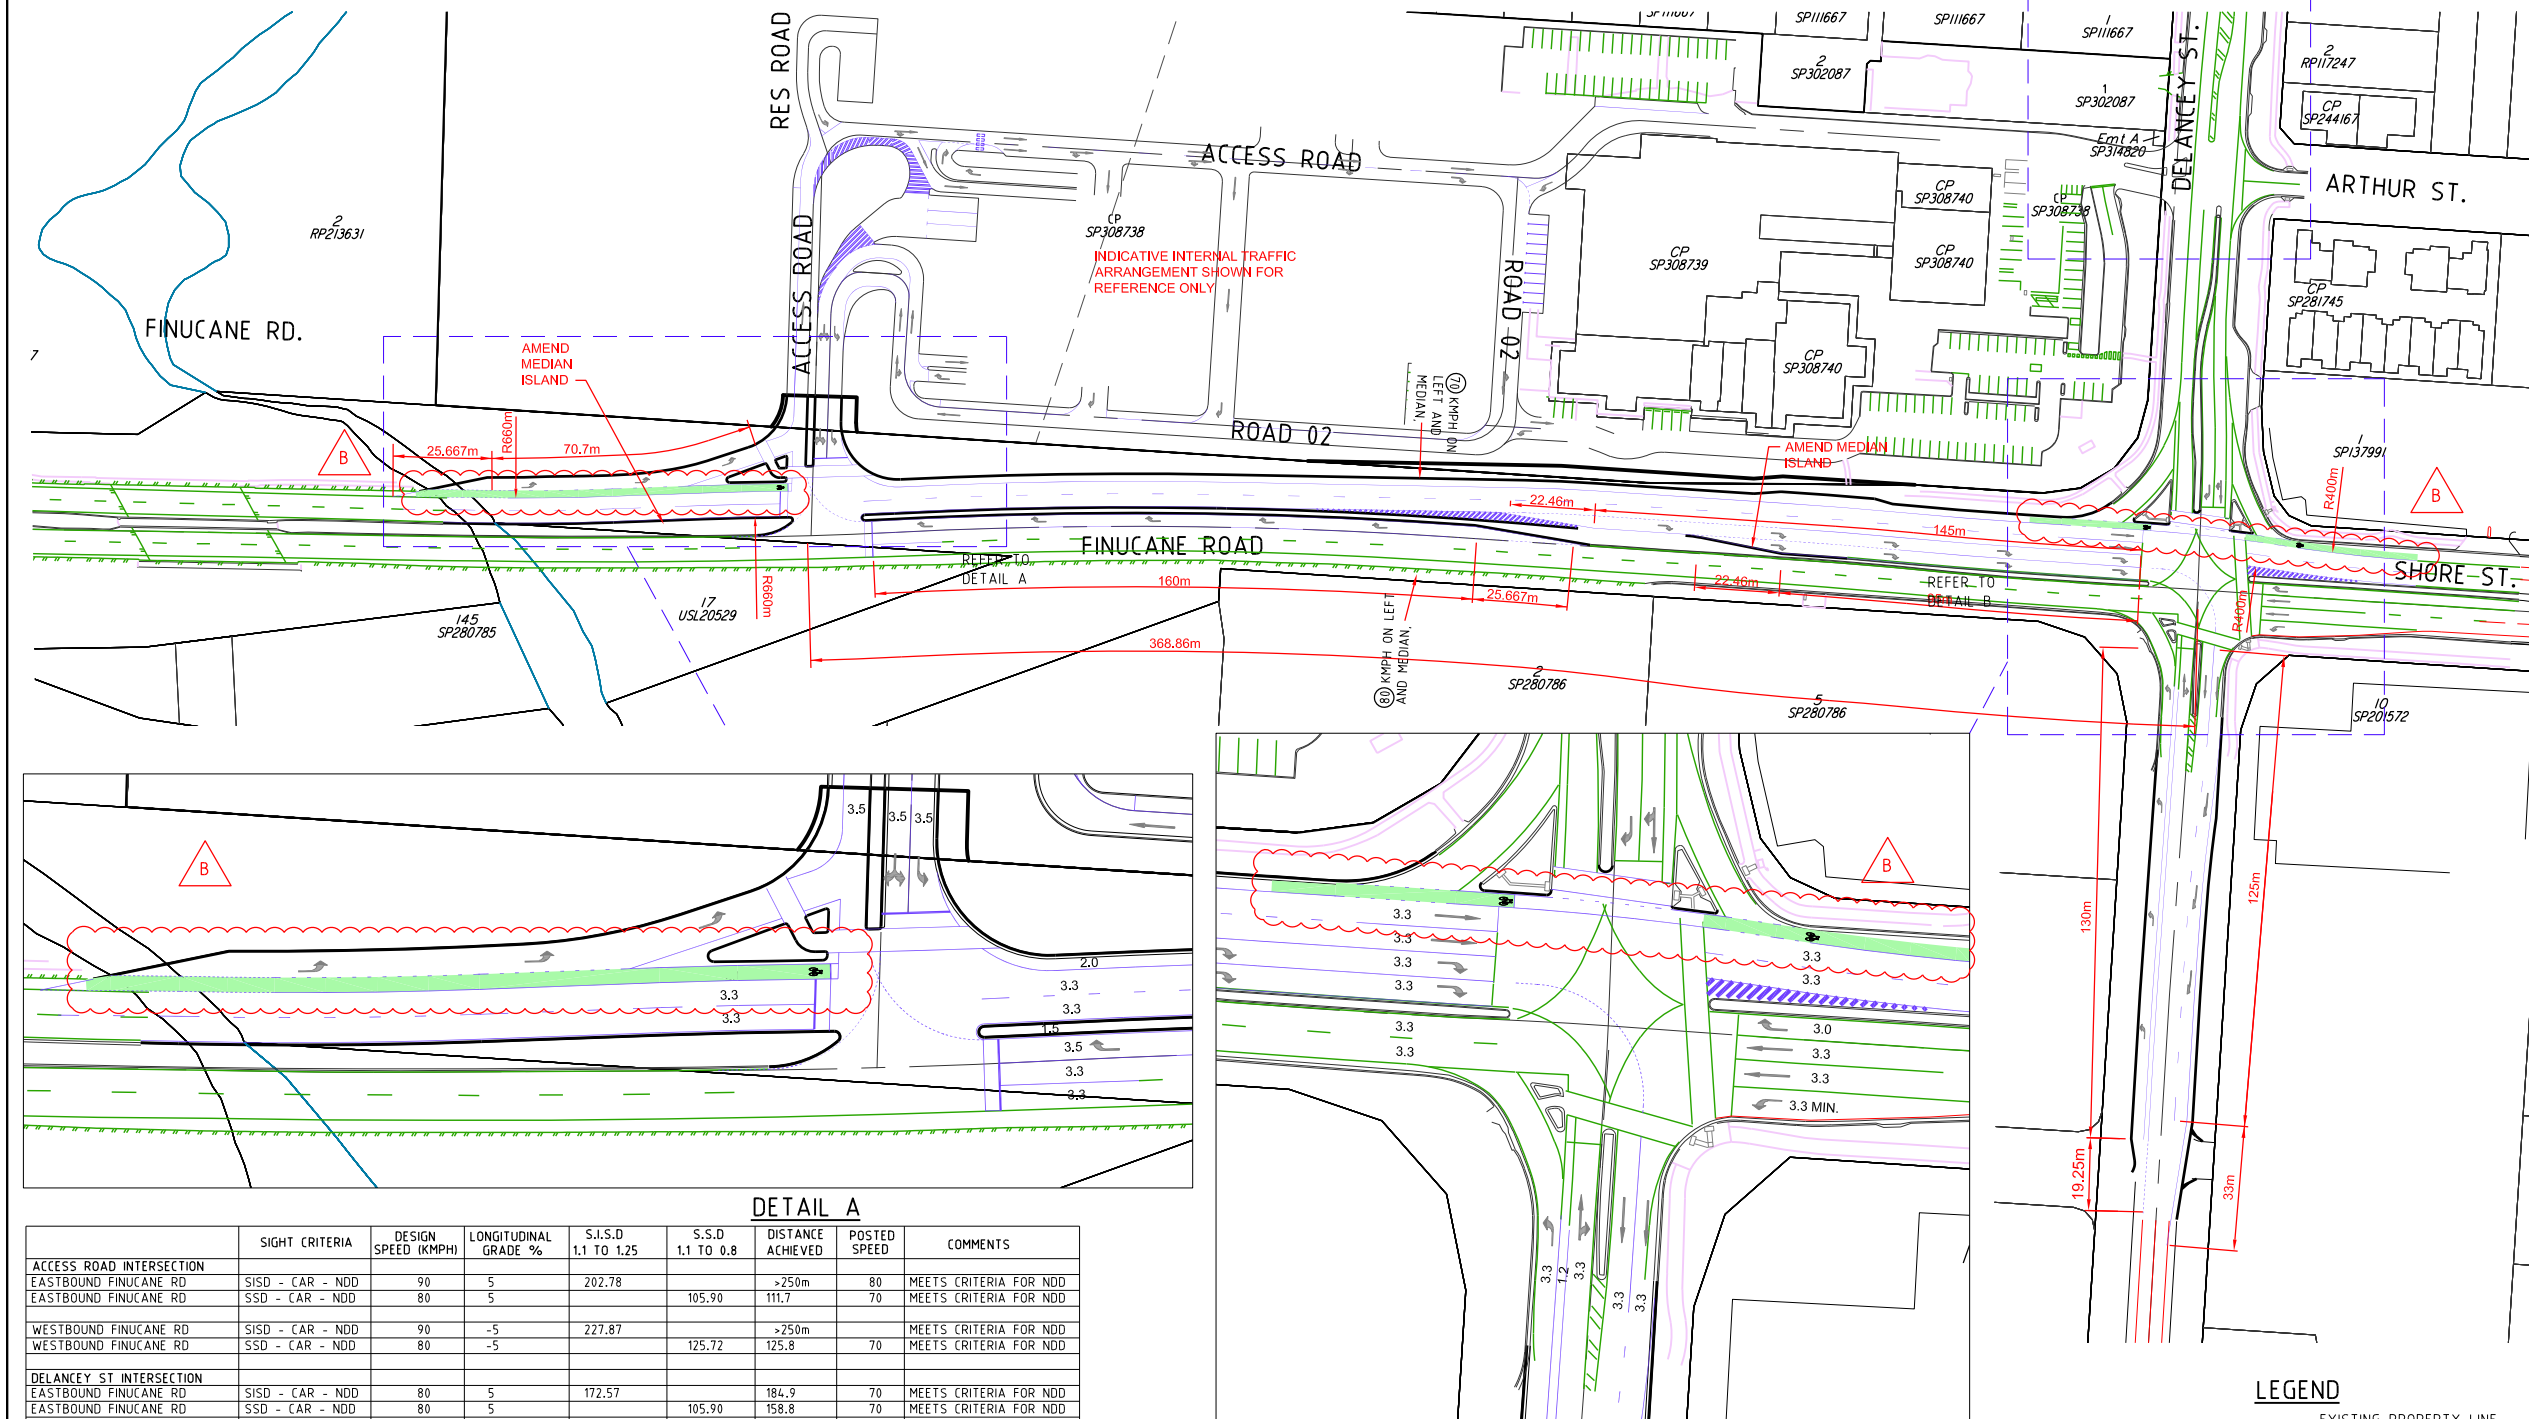 RES ROAD
SP111667
SP111667
1
SP111667
DELANCEY ST.
2
RP117247
2
SP302087
1
SP302087
CP
SP244167
Emt A
SP314820
ACCESS ROAD
ARTHUR ST.
2
RP213631
CP
SP308738
CP
SP308740
CP
SP308738
INDICATIVE INTERNAL TRAFFIC
ARRANGEMENT SHOWN FOR
REFERENCE ONLY
ACCESS ROAD
ROAD 02
CP
SP308739
CP
SP308740
CP
SP281745
FINUCANE RD.
7
AMEND
MEDIAN
ISLAND
CP
SP308740
70 KMPH ON
LEFT AND
MEDIAN
ROAD 02
AMEND MEDIAN
ISLAND
1
SP137991
B
25.667m
R660m
70.7m
22.46m
145m
R400m
B
FINUCANE ROAD
REFER TO
DETAIL A
160m
25.667m
22.46m
REFER TO
DETAIL B
SHORE ST.
R400m
R660m
17
USL20529
145
SP280785
368.86m
80 KMPH ON LEFT
AND MEDIAN.
2
SP280786
5
SP280786
10
SP201572
130m
125m
19.25m
33m
B
3.5
3.5
3.5
2.0
3.3
3.3
3.3
3.3
1.5
3.5
3.3
3.3
DETAIL A
B
3.3
3.3
3.3
3.3
3.3
3.3
3.3
3.3
3.0
3.3
3.3
3.3 MIN.
3.3
1.2
3.3
3.3
3.3
SIGHT CRITERIA DESIGN SPEED (KMPH) LONGITUDINAL GRADE % S.I.S.D 1.1 TO 1.25 S.S.D 1.1 TO 0.8 DISTANCE ACHIEVED POSTED SPEED COMMENTS
ACCESS ROAD INTERSECTION
EASTBOUND FINUCANE RD SISD - CAR - NDD 90 5 202.78 >250m 80 MEETS CRITERIA FOR NDD
EASTBOUND FINUCANE RD SSD - CAR - NDD 80 5 105.90 111.7 70 MEETS CRITERIA FOR NDD
WESTBOUND FINUCANE RD SISD - CAR - NDD 90 -5 227.87 >250m MEETS CRITERIA FOR NDD
WESTBOUND FINUCANE RD SSD - CAR - NDD 80 -5 125.72 125.8 70 MEETS CRITERIA FOR NDD
DELANCEY ST INTERSECTION
EASTBOUND FINUCANE RD SISD - CAR - NDD 80 5 172.57 184.9 70 MEETS CRITERIA FOR NDD
EASTBOUND FINUCANE RD SSD - CAR - NDD 80 5 105.90 158.8 70 MEETS CRITERIA FOR NDD
LEGEND